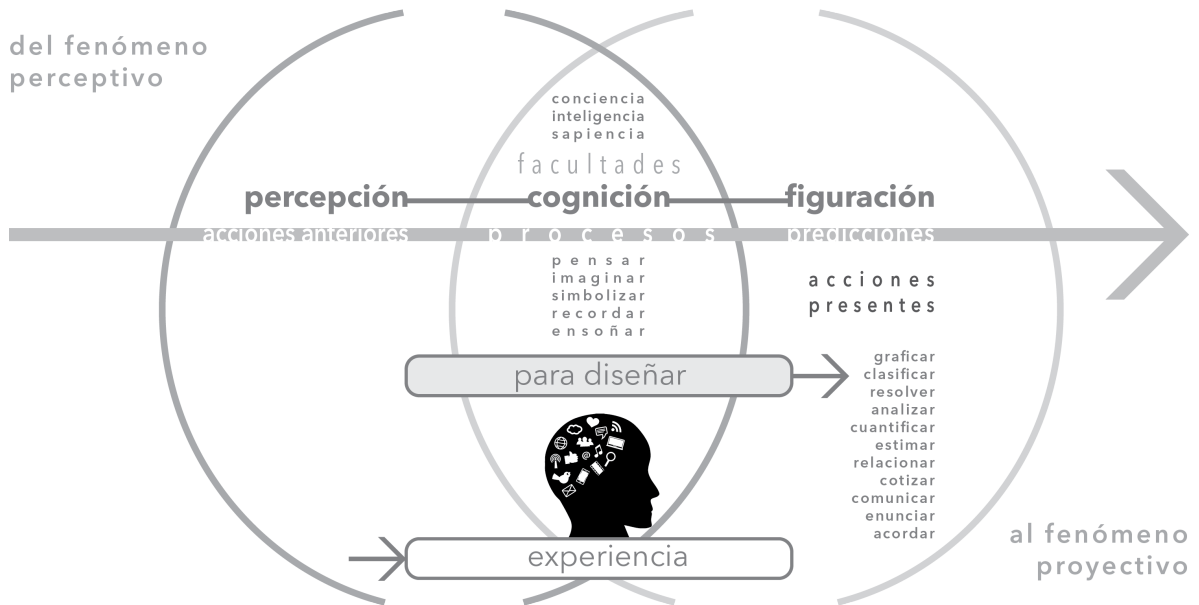 del fenómeno
perceptivo
conciencia
inteligencia
sapiencia
facultades
percepción cognición figuración
acciones anteriores procesos predicciones
pensar
imaginar
simbolizar
recordar
ensoñar
acciones
presentes
para diseñar
graficar
clasificar
resolver
analizar
cuantificar
estimar
relacionar
cotizar
comunicar
enunciar
acordar
experiencia
al fenómeno
proyectivo